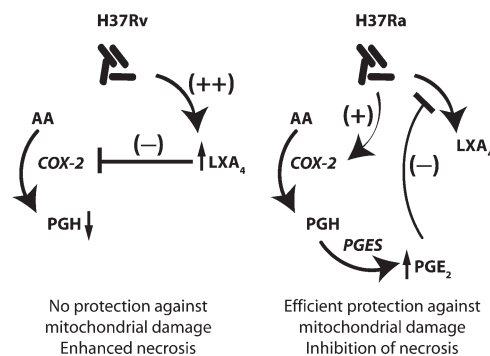 H37Rv
(++)
AA
COX-2
(–)
LXA4
PGH
No protection against
mitochondrial damage
Enhanced necrosis
H37Ra
(+)
AA
LXA
COX-2
(–)
PGH
PGES
PGE2
Efficient protection against
mitochondrial damage
Inhibition of necrosis